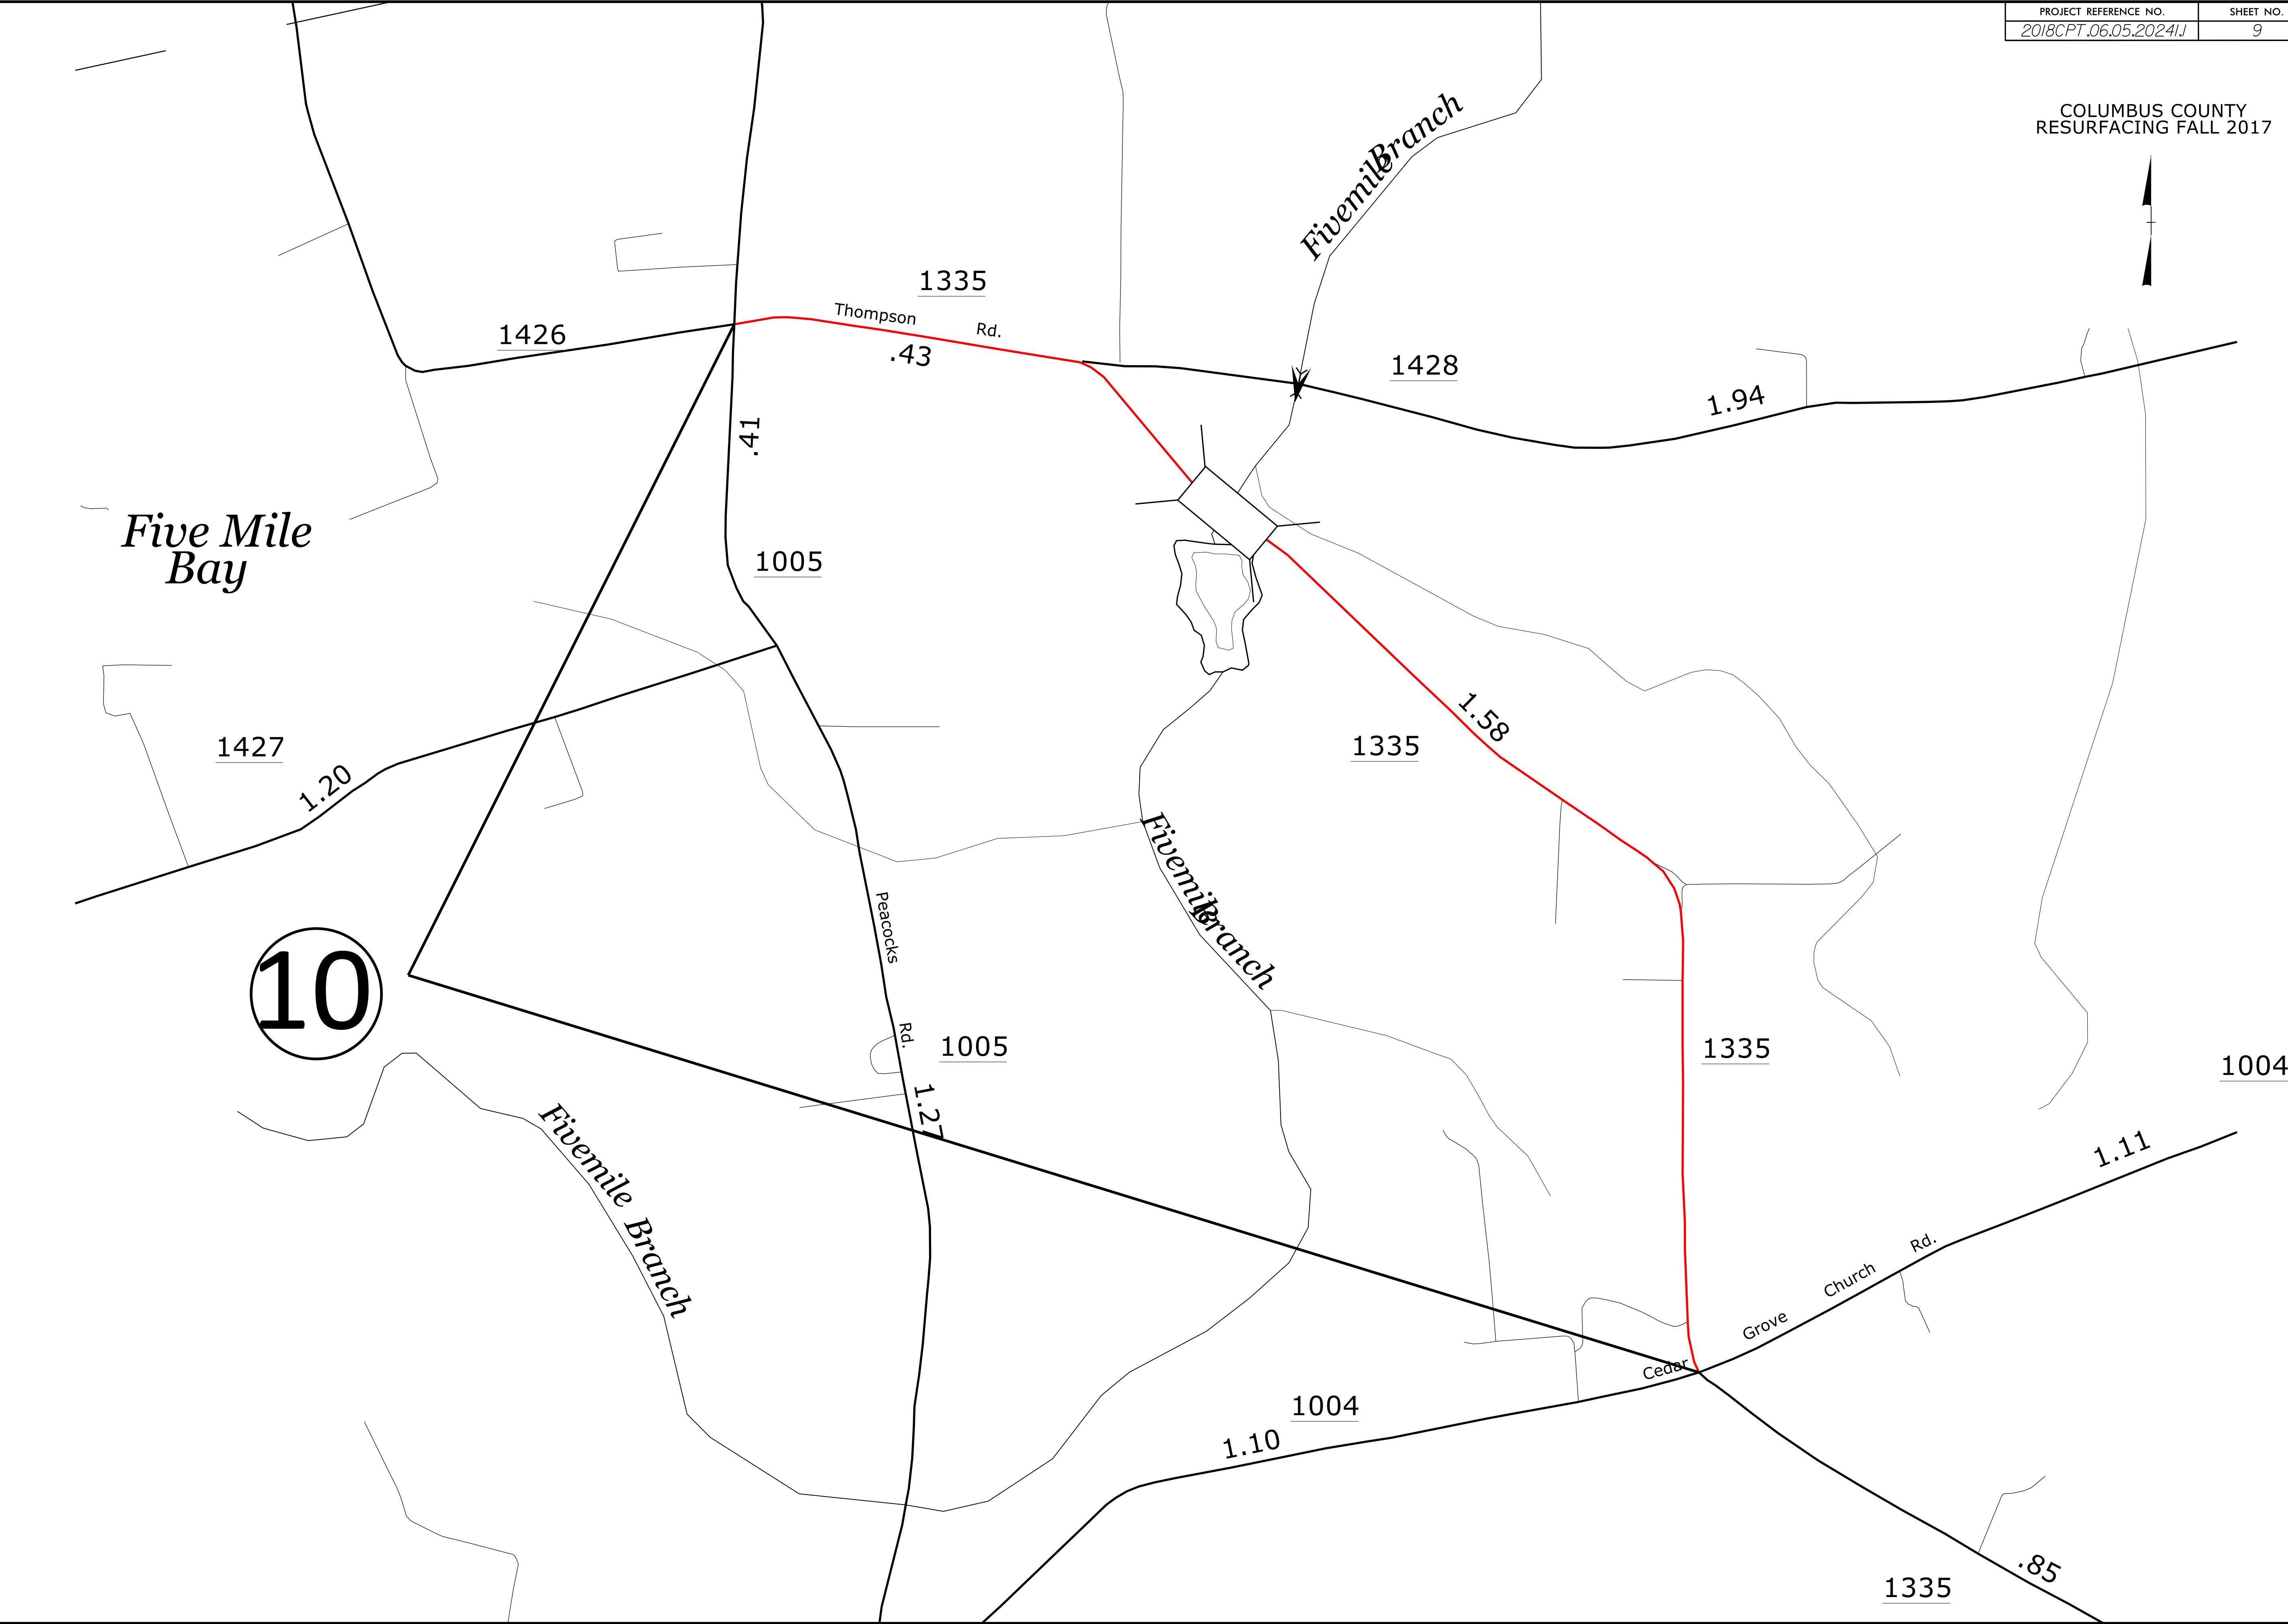 PROJECT REFERENCE NO.
SHEET NO.
2018CPT.06.05.20241.1
9
COLUMBUS COUNTY
RESURFACING FALL 2017
Fivemile Branch
1335
Thompson Rd.
.43
1426
1428
1.94
.41
Five Mile
Bay
1005
1427
1.20
1.58
1335
Fivemile Branch
Peacocks Rd.
10
1005
1.27
1335
1004
Fivemile Branch
1.11
Cedar Grove Church Rd.
1004
1.10
.85
1335